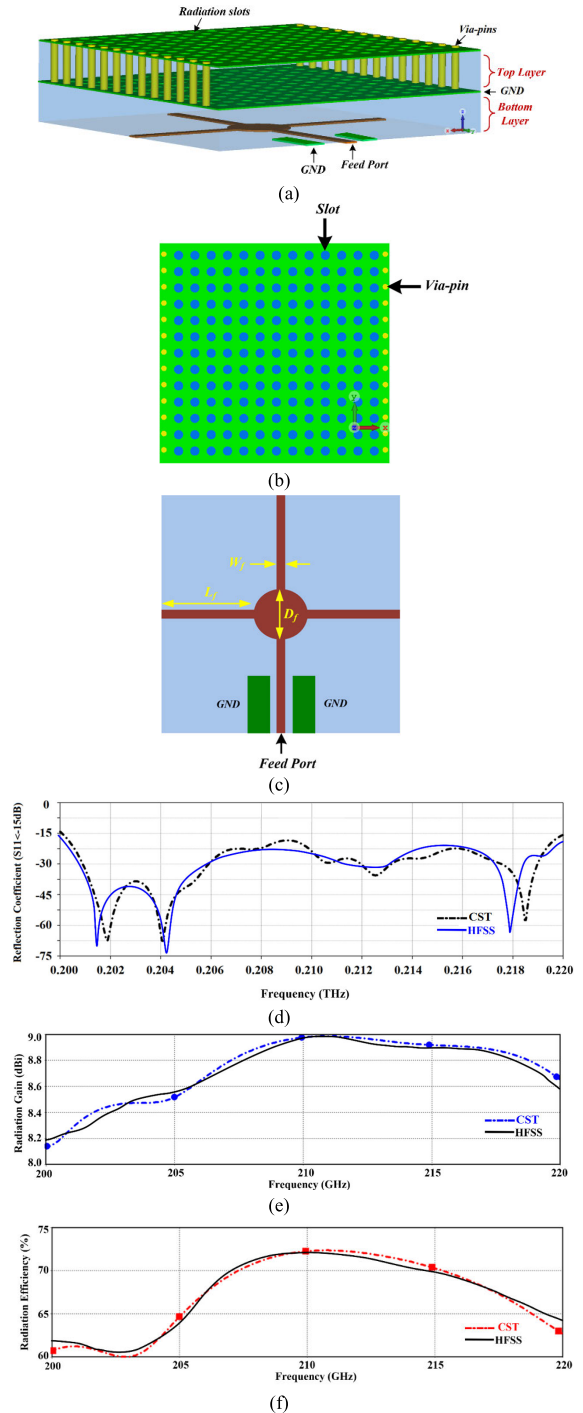 Radiation slots
Via-pins
Top Layer
GND
Bottom
Layer
GND
Feed Port
(a)
Slot
Via-pin
y
x
(b)
Wf
Lf
Df
GND
GND
Feed Port
(c)
Reflection Coefficient (S11<-15dB)
0
-15
-30
-45
-60
-75
CST
HFSS
0.200 0.202 0.204 0.206 0.208 0.210 0.212 0.214 0.216 0.218 0.220
Frequency (THz)
(d)
Radiation Gain (dBi)
9.0
8.8
8.6
8.4
8.2
8.0
CST
HFSS
200 205 210 215 220
Frequency (GHz)
(e)
Radiation Efficiency (%)
75
70
65
60
CST
HFSS
200 205 210 215 220
Frequency (GHz)
(f)